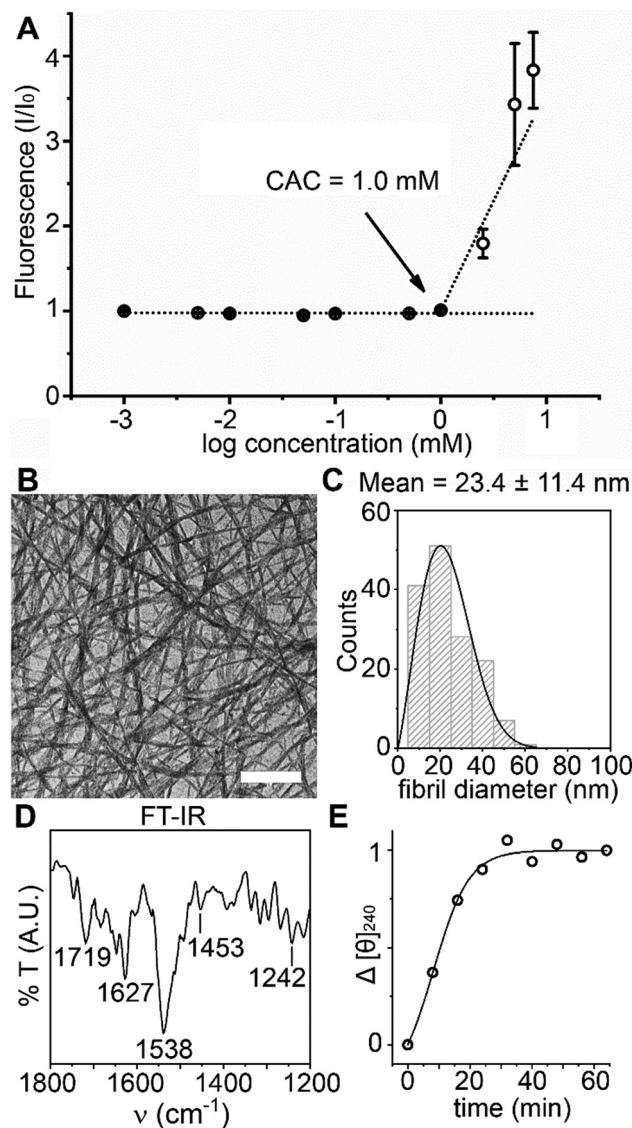 A
Fluorescence (I/I₀)
4
3
2
1
0
CAC = 1.0 mM
-3
-2
-1
0
1
log concentration (mM)
B
C
Mean = 23.4 ± 11.4 nm
60
40
20
0
Counts
0
20
40
60
80
100
fibril diameter (nm)
D
FT-IR
% T (A.U.)
1719
1627
1538
1453
1242
1800
1600
1400
1200
ν (cm⁻¹)
E
Δ [θ]₂₄₀
1
0
0
20
40
60
time (min)